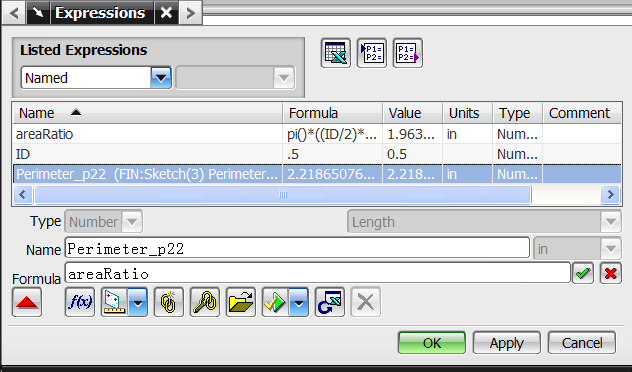 Expressions
Listed Expressions
Named
P1= P2=
P1= P2=
Name Formula Value Units Type Comment
areaRatio pi()*((ID/2)*... 1.963... in Num...
ID .5 0.5 Num...
Perimeter_p22 (FIN:Sketch(3) Perimeter... 2.21865076... 2.218... in Num...
Type Number Length
Name Perimeter_p22 in
Formula areaRatio
f(x)
OK Apply Cancel